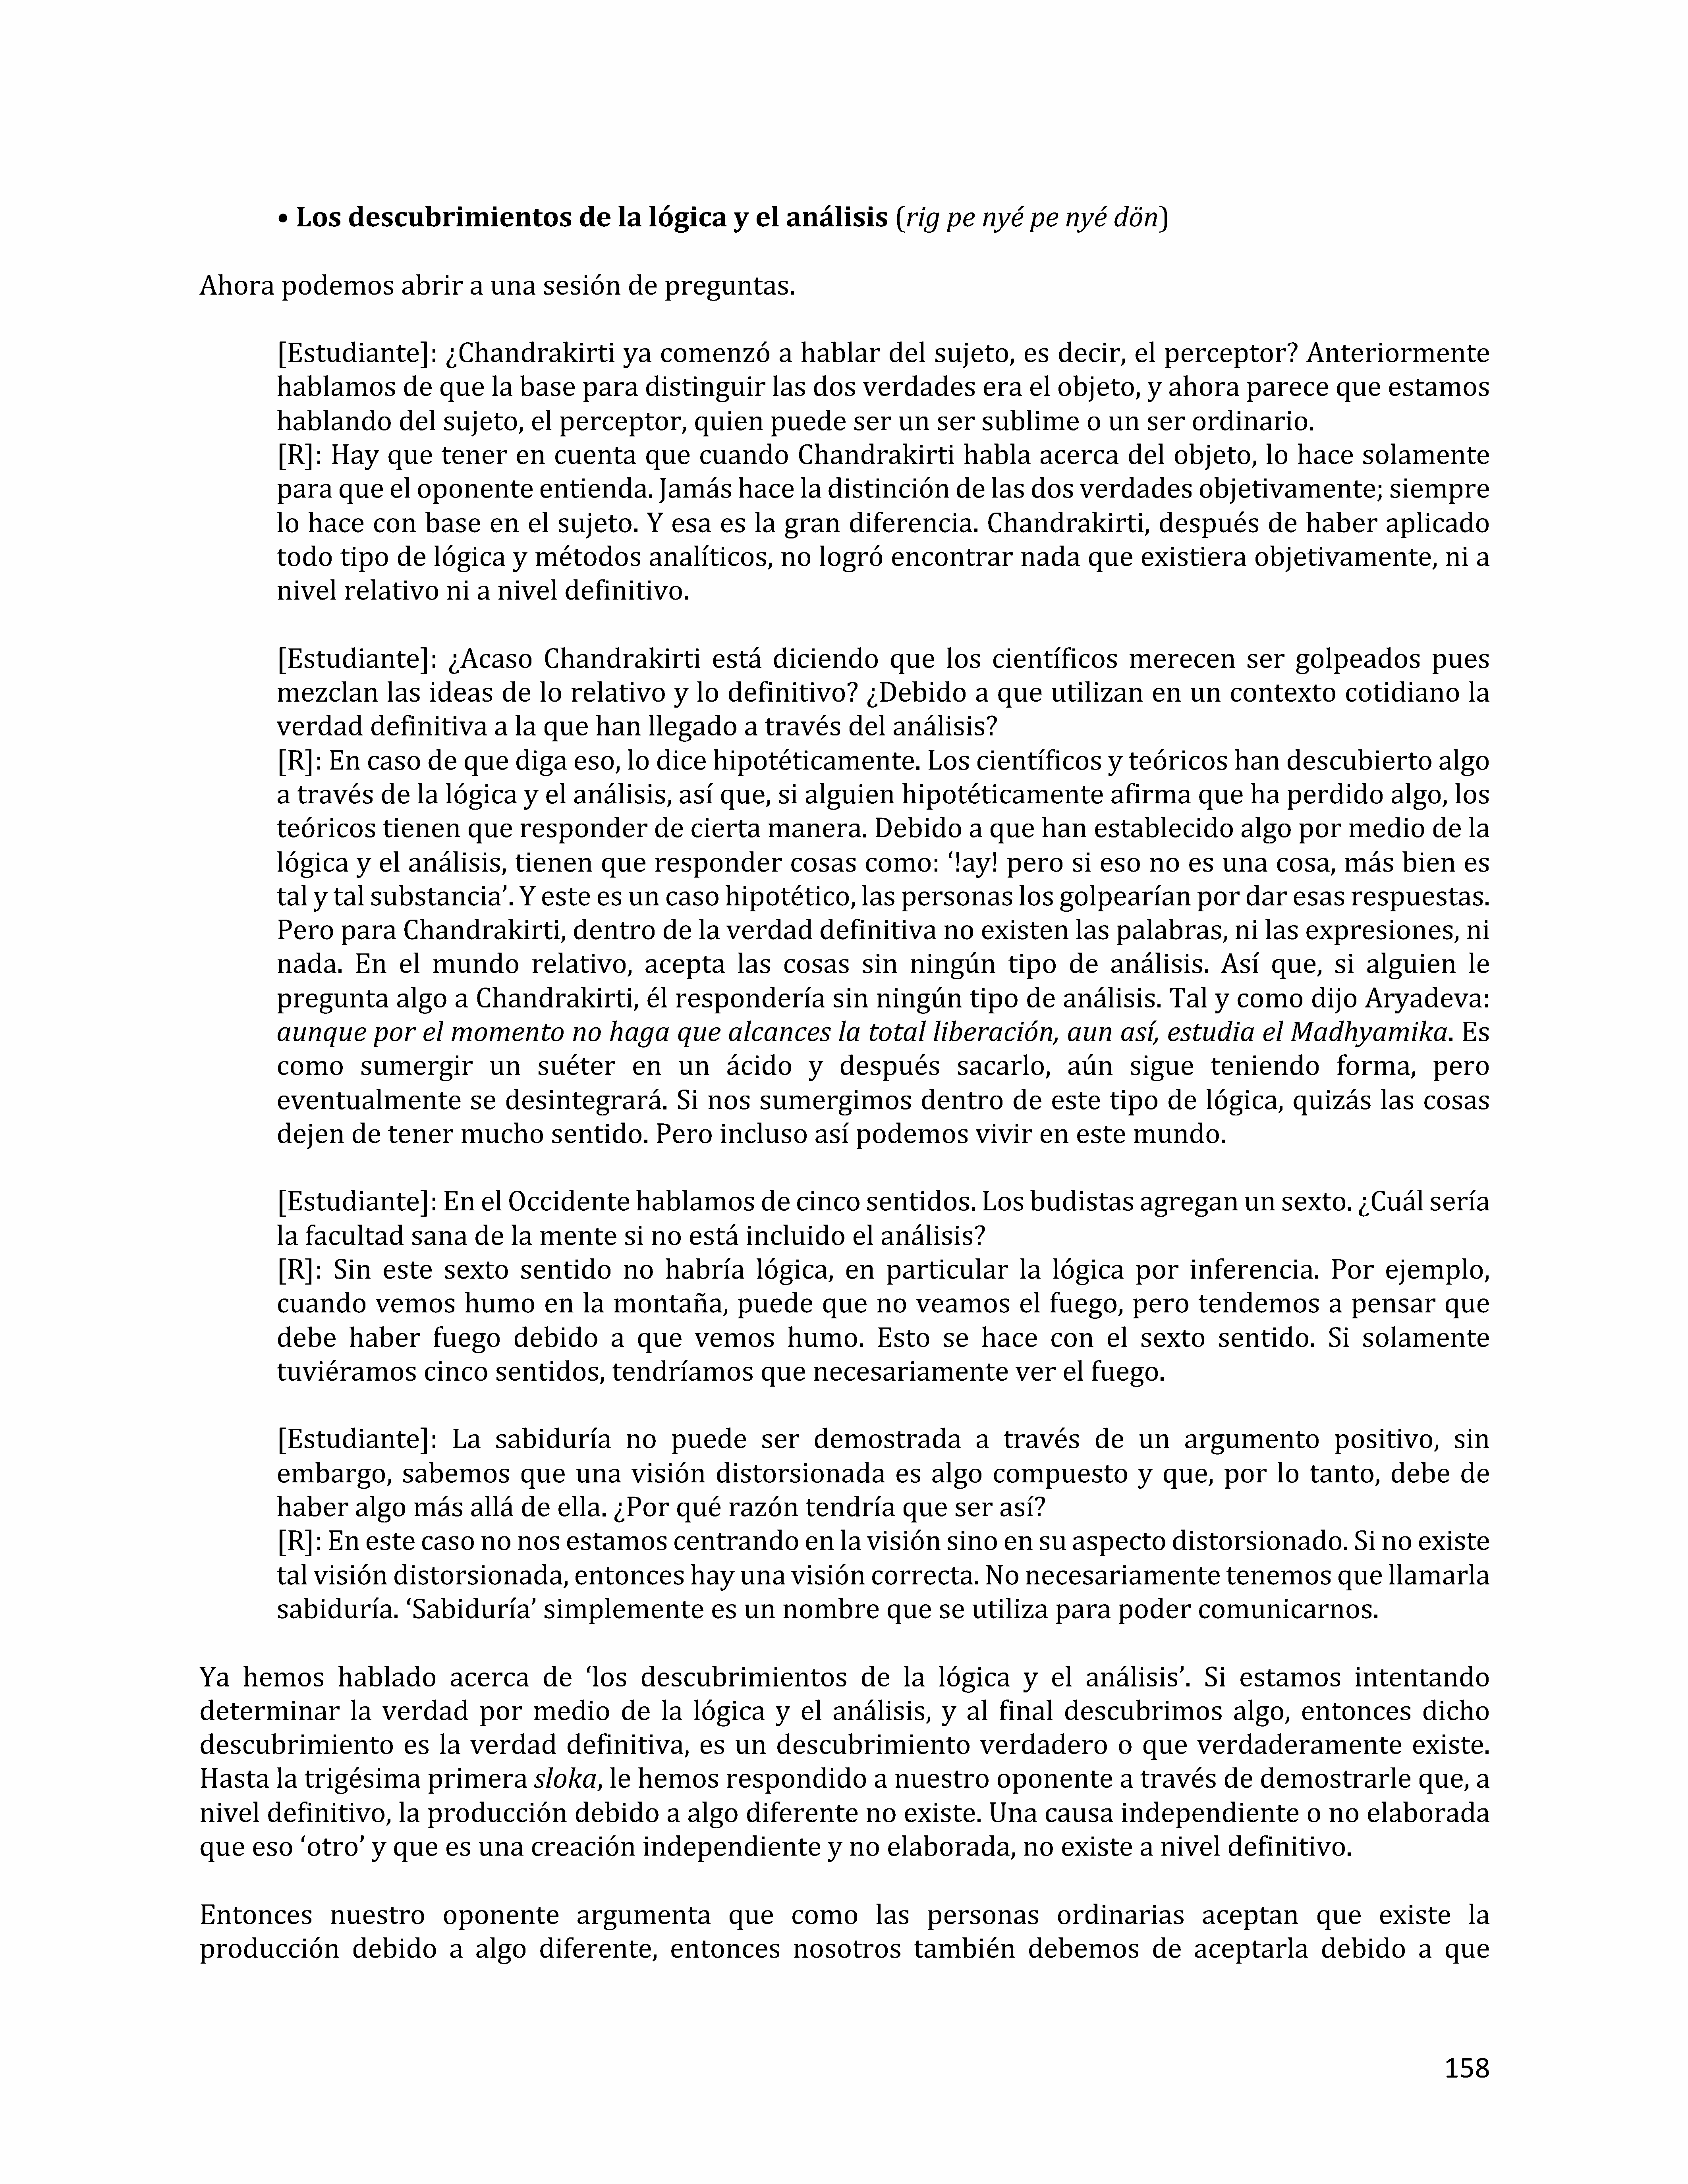 • Los descubrimientos de la lógica y el análisis (rig pe nyé pe nyé dön)
Ahora podemos abrir a una sesión de preguntas.
[Estudiante]: ¿Chandrakirti ya comenzó a hablar del sujeto, es decir, el perceptor? Anteriormente
hablamos de que la base para distinguir las dos verdades era el objeto, y ahora parece que estamos
hablando del sujeto, el perceptor, quien puede ser un ser sublime o un ser ordinario.
[R]: Hay que tener en cuenta que cuando Chandrakirti habla acerca del objeto, lo hace solamente
para que el oponente entienda. Jamás hace la distinción de las dos verdades objetivamente; siempre
lo hace con base en el sujeto. Y esa es la gran diferencia. Chandrakirti, después de haber aplicado
todo tipo de lógica y métodos analíticos, no logró encontrar nada que existiera objetivamente, ni a
nivel relativo ni a nivel definitivo.
[Estudiante]: ¿Acaso Chandrakirti está diciendo que los científicos merecen ser golpeados pues
mezclan las ideas de lo relativo y lo definitivo? ¿Debido a que utilizan en un contexto cotidiano la
verdad definitiva a la que han llegado a través del análisis?
[R]: En caso de que diga eso, lo dice hipotéticamente. Los científicos y teóricos han descubierto algo
a través de la lógica y el análisis, así que, si alguien hipotéticamente afirma que ha perdido algo, los
teóricos tienen que responder de cierta manera. Debido a que han establecido algo por medio de la
lógica y el análisis, tienen que responder cosas como: ‘!ay! pero si eso no es una cosa, más bien es
tal y tal substancia’. Y este es un caso hipotético, las personas los golpearían por dar esas respuestas.
Pero para Chandrakirti, dentro de la verdad definitiva no existen las palabras, ni las expresiones, ni
nada. En el mundo relativo, acepta las cosas sin ningún tipo de análisis. Así que, si alguien le
pregunta algo a Chandrakirti, él respondería sin ningún tipo de análisis. Tal y como dijo Aryadeva:
aunque por el momento no haga que alcances la total liberación, aun así, estudia el Madhyamika. Es
como sumergir un suéter en un ácido y después sacarlo, aún sigue teniendo forma, pero
eventualmente se desintegrará. Si nos sumergimos dentro de este tipo de lógica, quizás las cosas
dejen de tener mucho sentido. Pero incluso así podemos vivir en este mundo.
[Estudiante]: En el Occidente hablamos de cinco sentidos. Los budistas agregan un sexto. ¿Cuál sería
la facultad sana de la mente si no está incluido el análisis?
[R]: Sin este sexto sentido no habría lógica, en particular la lógica por inferencia. Por ejemplo,
cuando vemos humo en la montaña, puede que no veamos el fuego, pero tendemos a pensar que
debe haber fuego debido a que vemos humo. Esto se hace con el sexto sentido. Si solamente
tuviéramos cinco sentidos, tendríamos que necesariamente ver el fuego.
[Estudiante]: La sabiduría no puede ser demostrada a través de un argumento positivo, sin
embargo, sabemos que una visión distorsionada es algo compuesto y que, por lo tanto, debe de
haber algo más allá de ella. ¿Por qué razón tendría que ser así?
[R]: En este caso no nos estamos centrando en la visión sino en su aspecto distorsionado. Si no existe
tal visión distorsionada, entonces hay una visión correcta. No necesariamente tenemos que llamarla
sabiduría. ‘Sabiduría’ simplemente es un nombre que se utiliza para poder comunicarnos.
Ya hemos hablado acerca de ‘los descubrimientos de la lógica y el análisis’. Si estamos intentando
determinar la verdad por medio de la lógica y el análisis, y al final descubrimos algo, entonces dicho
descubrimiento es la verdad definitiva, es un descubrimiento verdadero o que verdaderamente existe.
Hasta la trigésima primera sloka, le hemos respondido a nuestro oponente a través de demostrarle que, a
nivel definitivo, la producción debido a algo diferente no existe. Una causa independiente o no elaborada
que eso ‘otro’ y que es una creación independiente y no elaborada, no existe a nivel definitivo.
Entonces nuestro oponente argumenta que como las personas ordinarias aceptan que existe la
producción debido a algo diferente, entonces nosotros también debemos de aceptarla debido a que
158